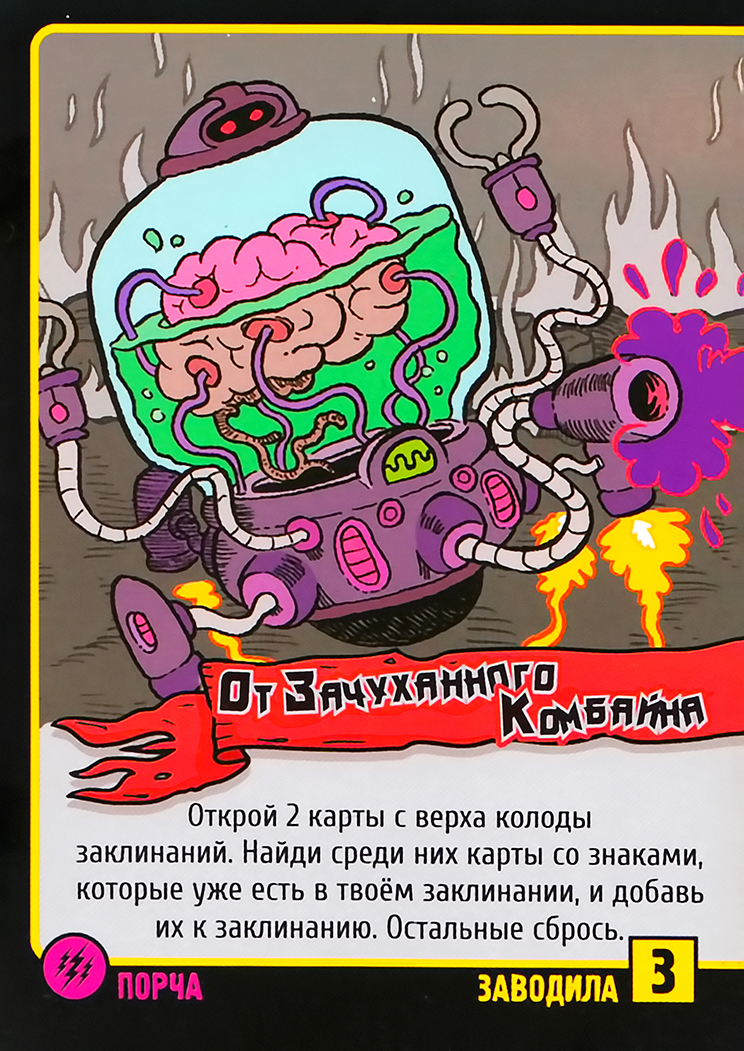 От Зачуханного
Комбайна
Открой 2 карты с верха колоды
заклинаний. Найди среди них карты со знаками,
которые уже есть в твоём заклинании, и добавь
их к заклинанию. Остальные сбрось.
ПОРЧА
ЗАВОДИЛА 3